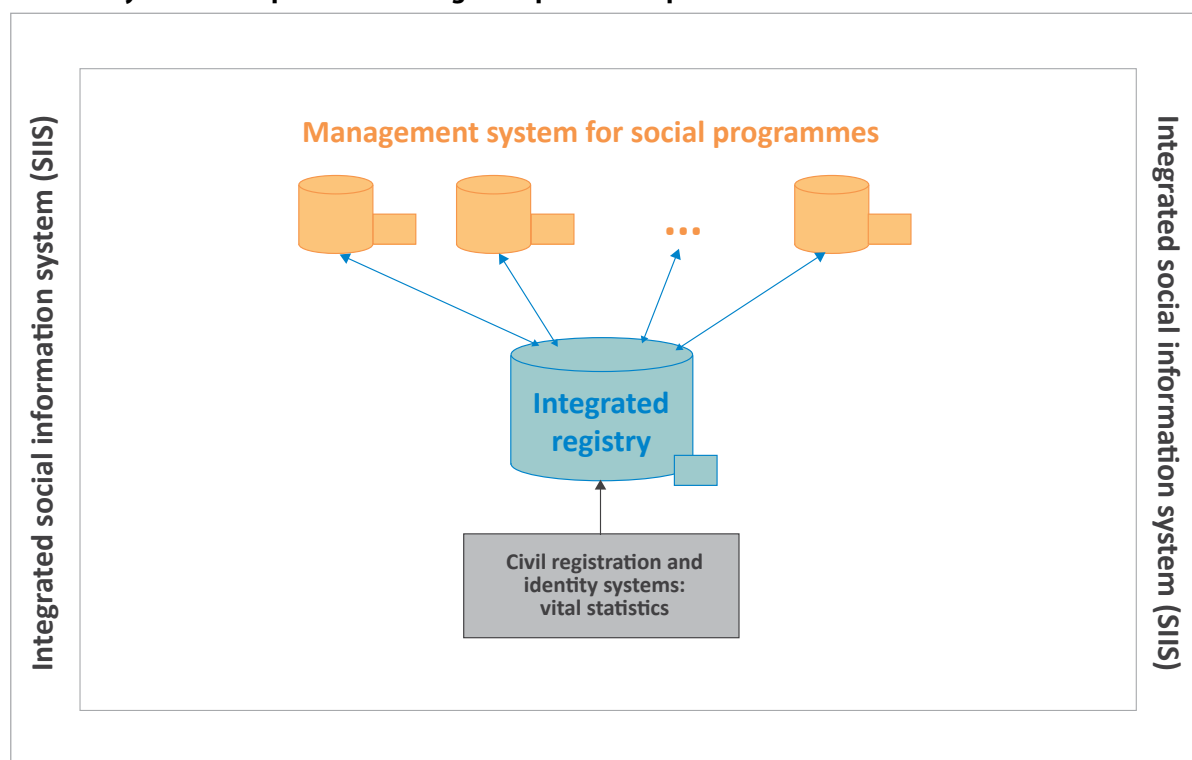 Integrated social information system (SIIS)
Management system for social programmes
...
Integrated
registry
Civil registration and
identity systems:
vital statistics
Integrated social information system (SIIS)